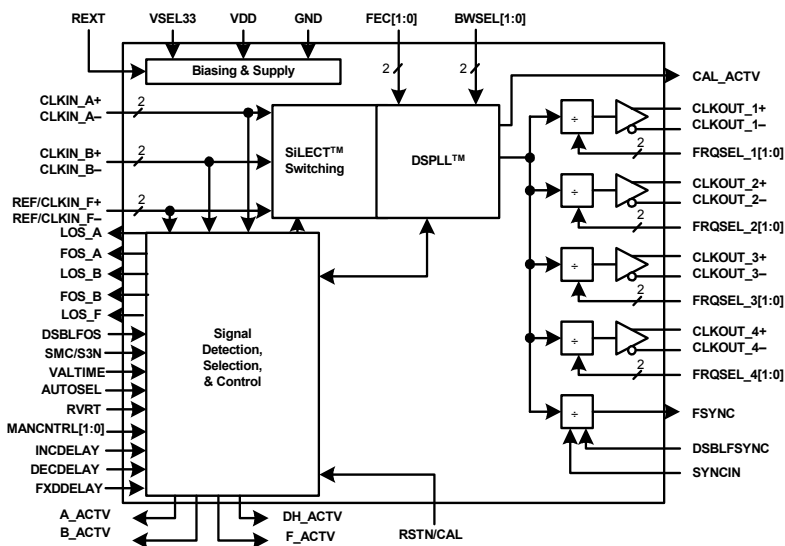 REXT
VSEL33
VDD
GND
FEC[1:0]
BWSEL[1:0]
Biasing & Supply
2
2
CAL_ACTV
CLKIN_A+
CLKIN_A–
2
CLKIN_B+
CLKIN_B–
2
REF/CLKIN_F+
REF/CLKIN_F–
2
SiLECT™
Switching
DSPLL™
÷
CLKOUT_1+
CLKOUT_1–
2
FRQSEL_1[1:0]
÷
CLKOUT_2+
CLKOUT_2–
2
FRQSEL_2[1:0]
÷
CLKOUT_3+
CLKOUT_3–
2
FRQSEL_3[1:0]
÷
CLKOUT_4+
CLKOUT_4–
2
FRQSEL_4[1:0]
÷
FSYNC
DSBLFSYNC
SYNCIN
LOS_A
FOS_A
LOS_B
FOS_B
LOS_F
DSBLFOS
SMC/S3N
VALTIME
AUTOSEL
RVRT
MANCNTRL[1:0]
INCDELAY
DECDELAY
FXDDELAY
Signal
Detection,
Selection,
& Control
A_ACTV
B_ACTV
DH_ACTV
F_ACTV
RSTN/CAL